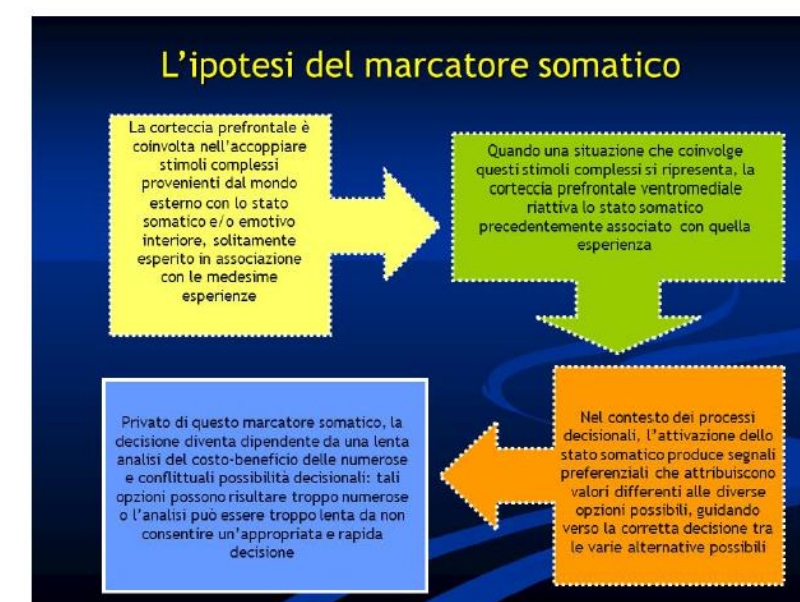 L'ipotesi del marcatore somatico
La corteccia prefrontale è
coinvolta nell'accoppiare
stimoli complessi
provenienti dal mondo
esterno con lo stato
somatico e/o emotivo
interiore, solitamente
esperito in associazione
con le medesime
esperienze
Quando una situazione che coinvolge
questi stimoli complessi si ripresenta, la
corteccia prefrontale ventromediale
riattiva lo stato somatico
precedentemente associato con quella
esperienza
Nel contesto dei processi
decisionali, l'attivazione dello
stato somatico produce segnali
preferenziali che attribuiscono
valori differenti alle diverse
opzioni possibili, guidando
verso la corretta decisione tra
le varie alternative possibili
Privato di questo marcatore somatico, la
decisione diventa dipendente da una lenta
analisi del costo-beneficio delle numerose
e conflittuali possibilità decisionali: tali
opzioni possono risultare troppo numerose
o l'analisi può essere troppo lenta da non
consentire un'appropriata e rapida
decisione